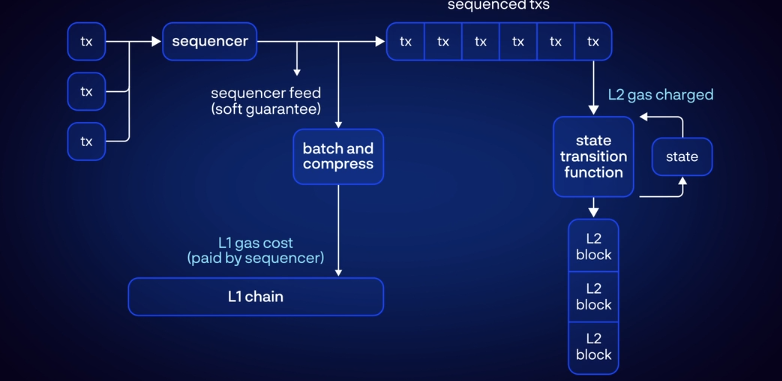 sequenced txs
tx
sequencer
tx
tx
tx
tx
tx
tx
tx
sequencer feed
(soft guarantee)
L2 gas charged
tx
batch and
compress
state
transition
function
state
L1 gas cost
(paid by sequencer)
L1 chain
L2
block
L2
block
L2
block